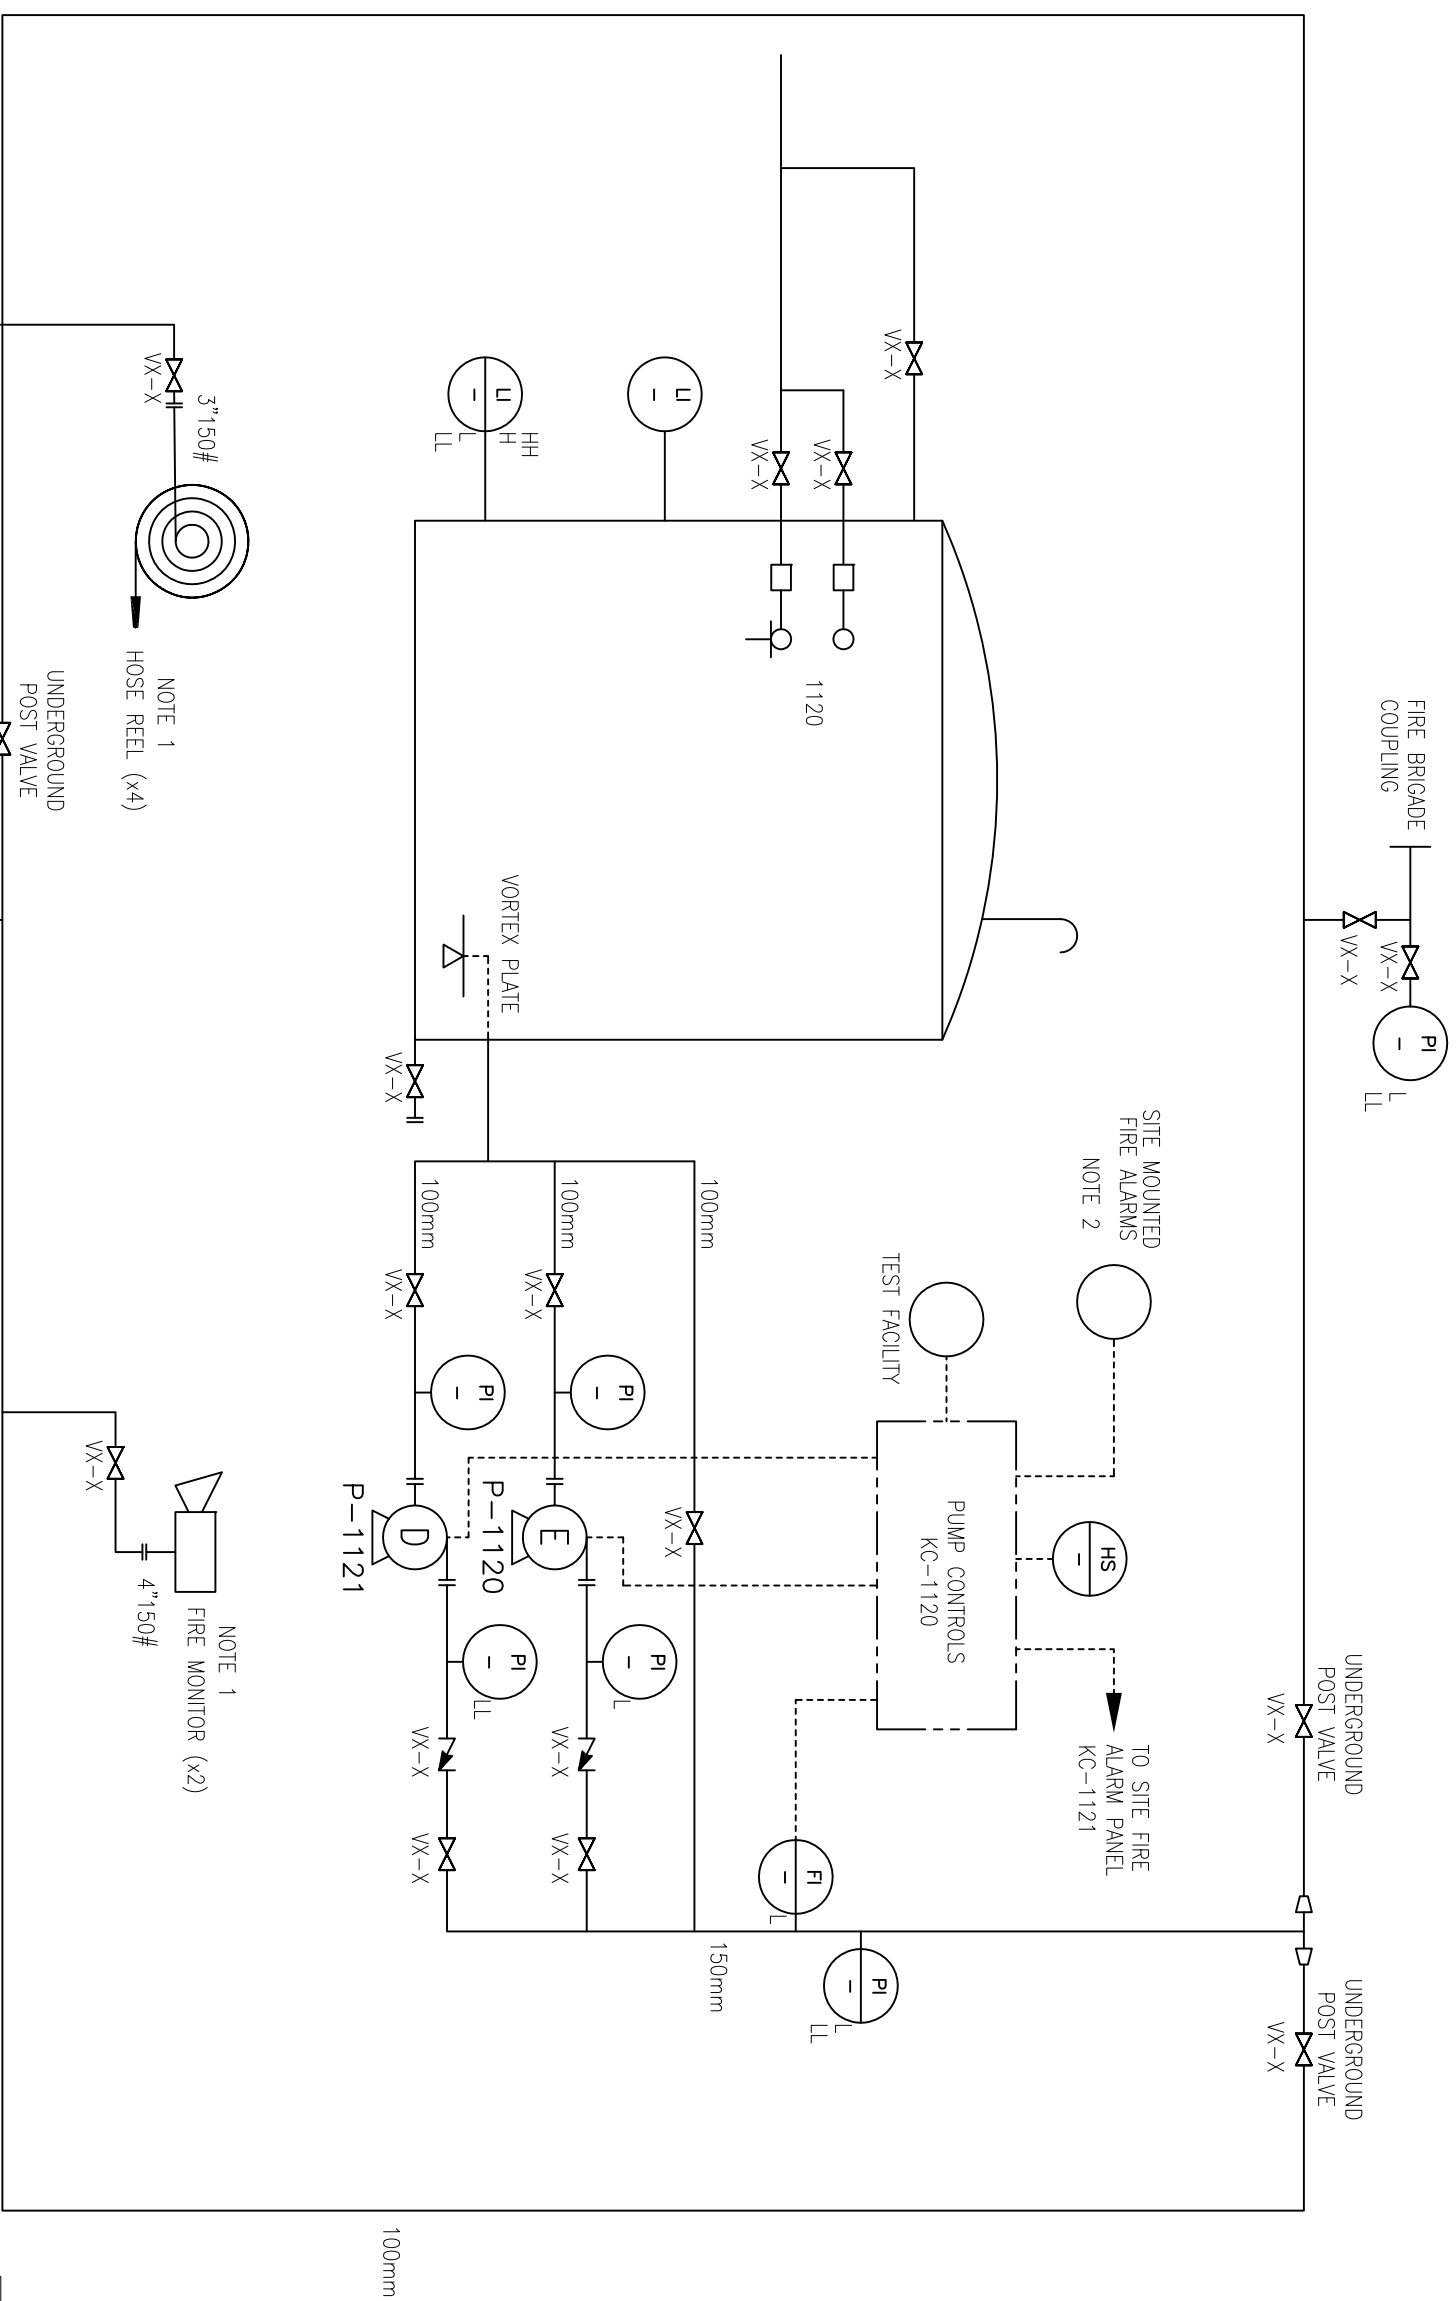 FIRE BRIGADE
COUPLING
VX-X
VX-X
PI
-
L
LL
UNDERGROUND
POST VALVE
VX-X
UNDERGROUND
POST VALVE
VX-X
SITE MOUNTED
FIRE ALARMS
NOTE 2
TO SITE FIRE
ALARM PANEL
KC-1121
HS
-
TEST FACILITY
PUMP CONTROLS
KC-1120
VX-X
VX-X
VX-X
1120
LI
-
LI
-
HH
H
L
LL
VORTEX PLATE
VX-X
FI
-
L
PI
-
L
LL
150mm
100mm
VX-X
100mm
VX-X
PI
-
E
P-1120
PI
-
L
VX-X
VX-X
100mm
VX-X
PI
-
D
P-1121
PI
-
LL
VX-X
VX-X
100mm
VX-X
3"150#
NOTE 1
HOSE REEL (x4)
UNDERGROUND
POST VALVE
VX-X
4"150#
NOTE 1
FIRE MONITOR (x2)